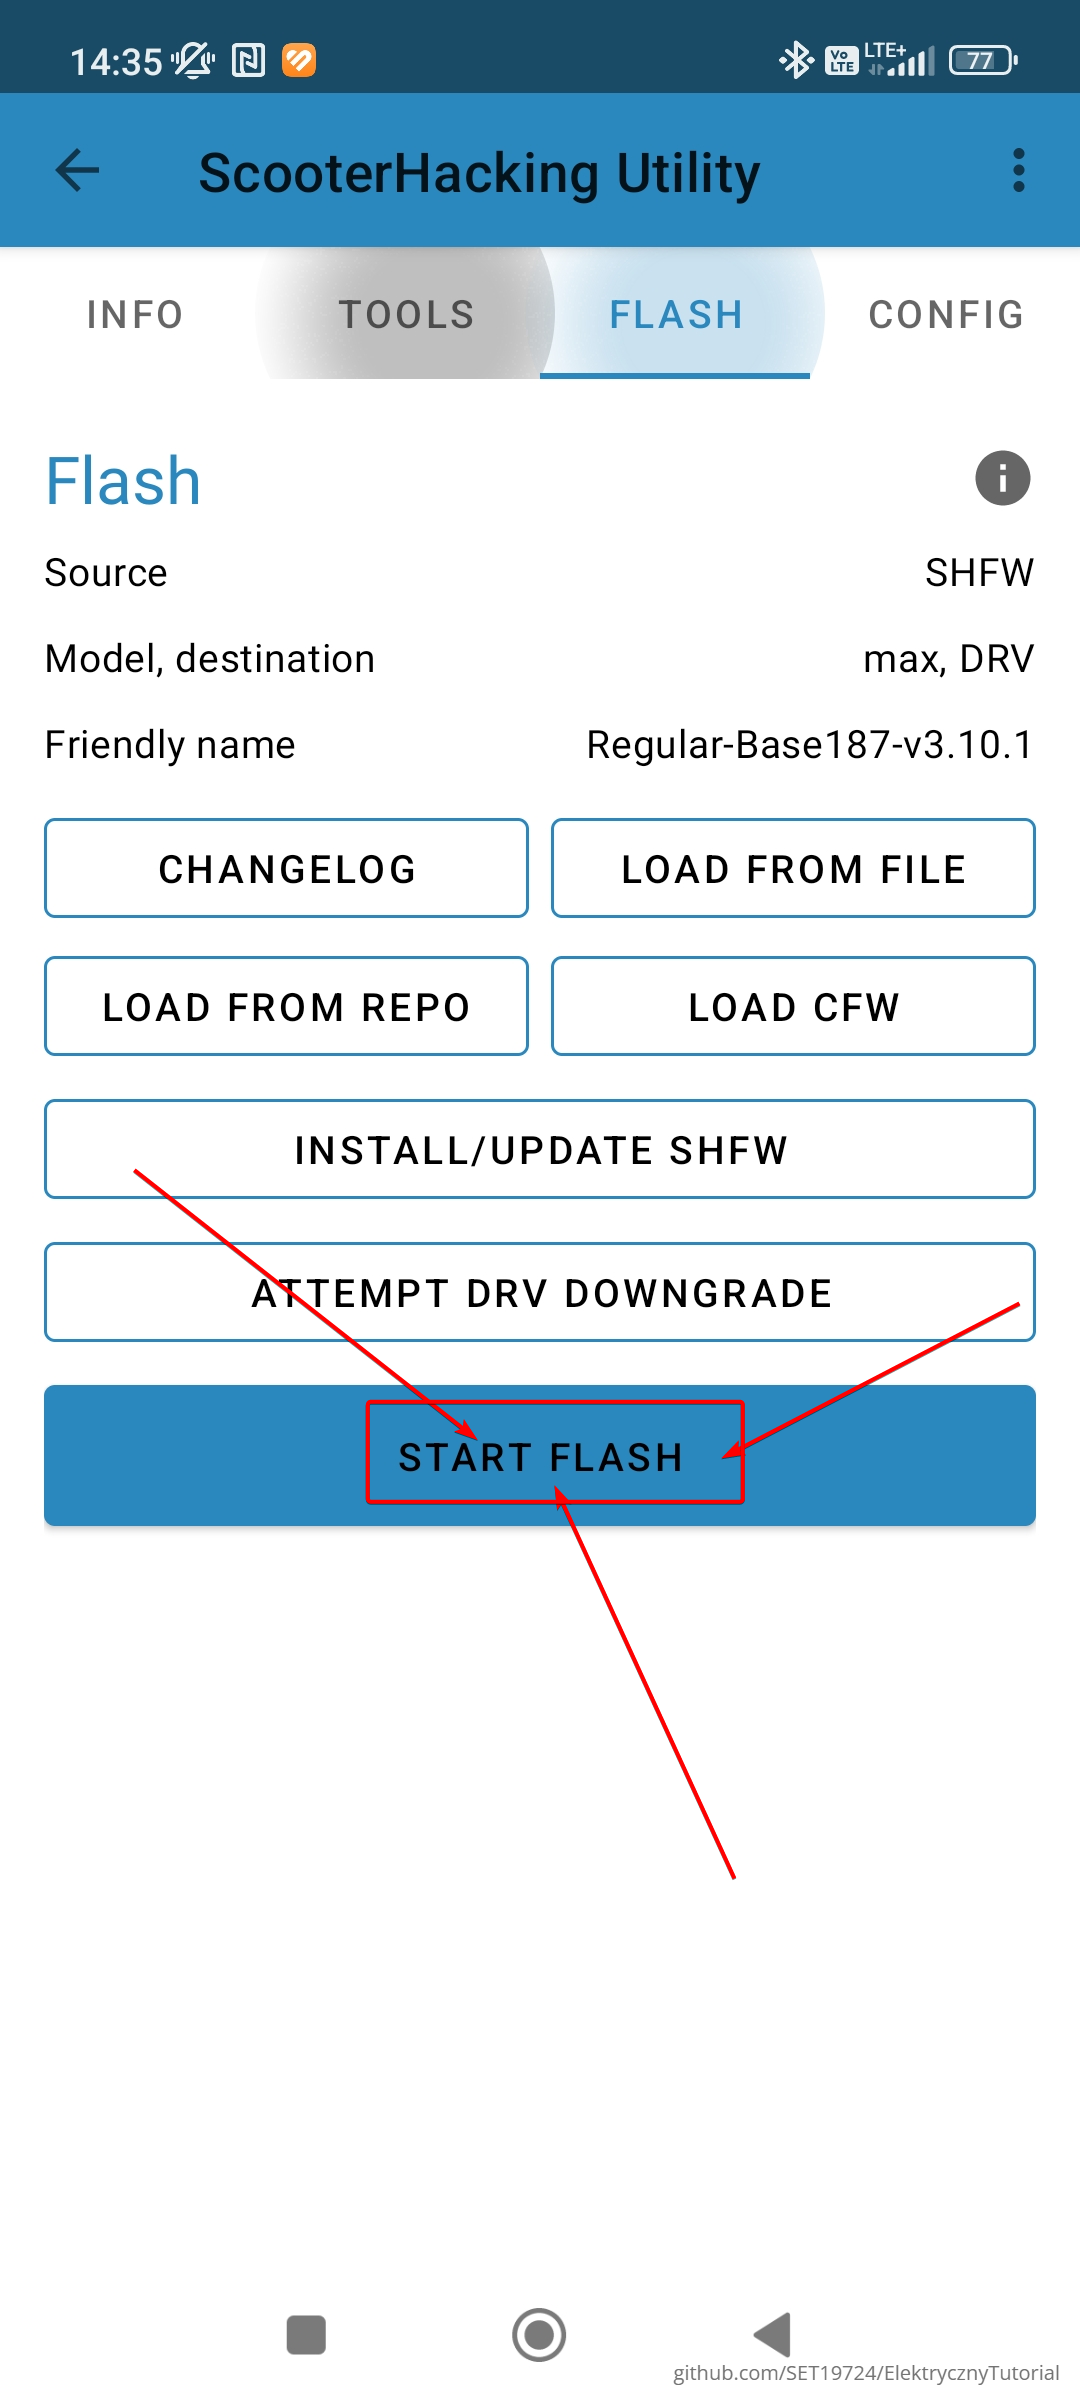 14:35 Vo LTE LTE+ 77
ScooterHacking Utility
INFO TOOLS FLASH CONFIG
Flash
Source SHFW
Model, destination max, DRV
Friendly name Regular-Base187-v3.10.1
CHANGELOG LOAD FROM FILE
LOAD FROM REPO LOAD CFW
INSTALL/UPDATE SHFW
ATTEMPT DRV DOWNGRADE
START FLASH
github.com/SET19724/ElektrycznyTutorial